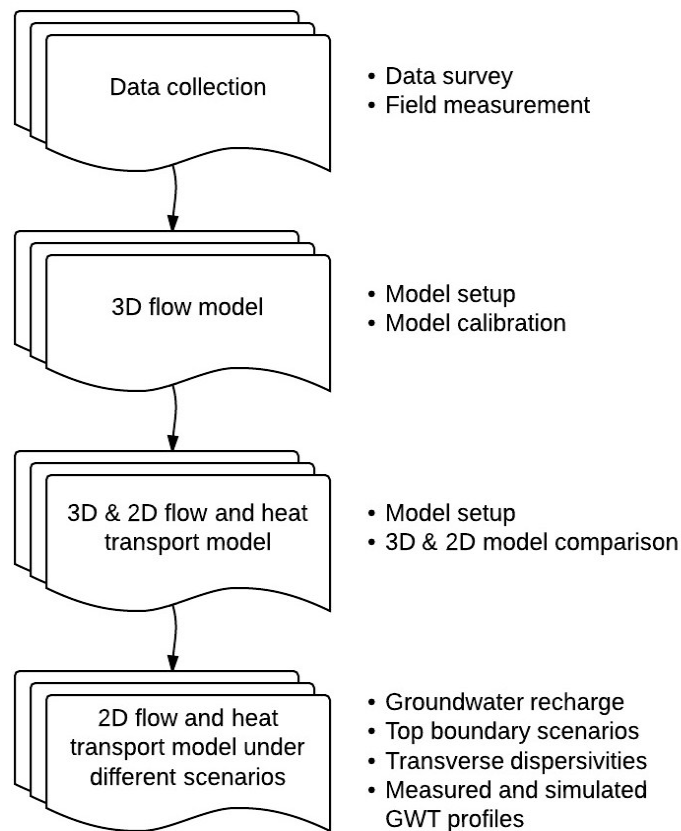 Data collection
• Data survey
• Field measurement
3D flow model
• Model setup
• Model calibration
3D & 2D flow and heat
transport model
• Model setup
• 3D & 2D model comparison
2D flow and heat
transport model under
different scenarios
• Groundwater recharge
• Top boundary scenarios
• Transverse dispersivities
• Measured and simulated
GWT profiles